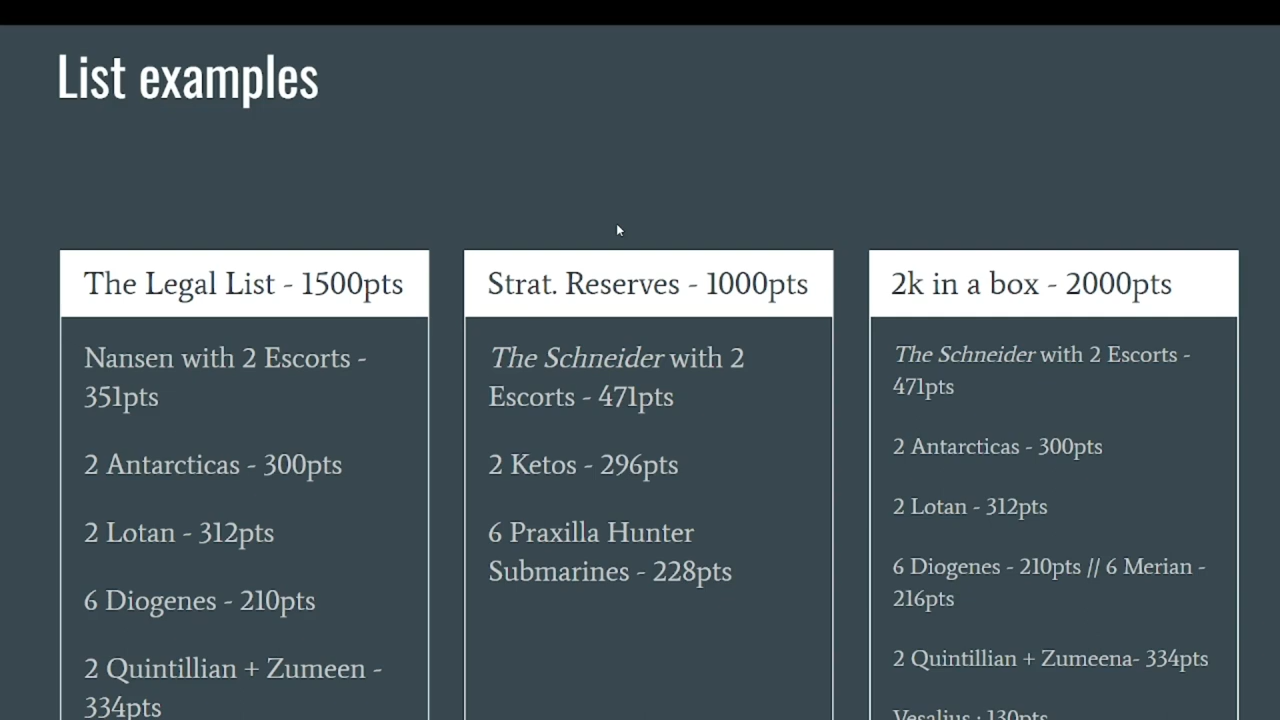 List examples
The Legal List - 1500pts
Nansen with 2 Escorts -
351pts
2 Antarcticas - 300pts
2 Lotan - 312pts
6 Diogenes - 210pts
2 Quintillian + Zumeen -
334pts
Strat. Reserves - 1000pts
The Schneider with 2
Escorts - 471pts
2 Ketos - 296pts
6 Praxilla Hunter
Submarines - 228pts
2k in a box - 2000pts
The Schneider with 2 Escorts -
471pts
2 Antarcticas - 300pts
2 Lotan - 312pts
6 Diogenes - 210pts // 6 Merian -
216pts
2 Quintillian + Zumeena- 334pts
Vesalius : 130pts